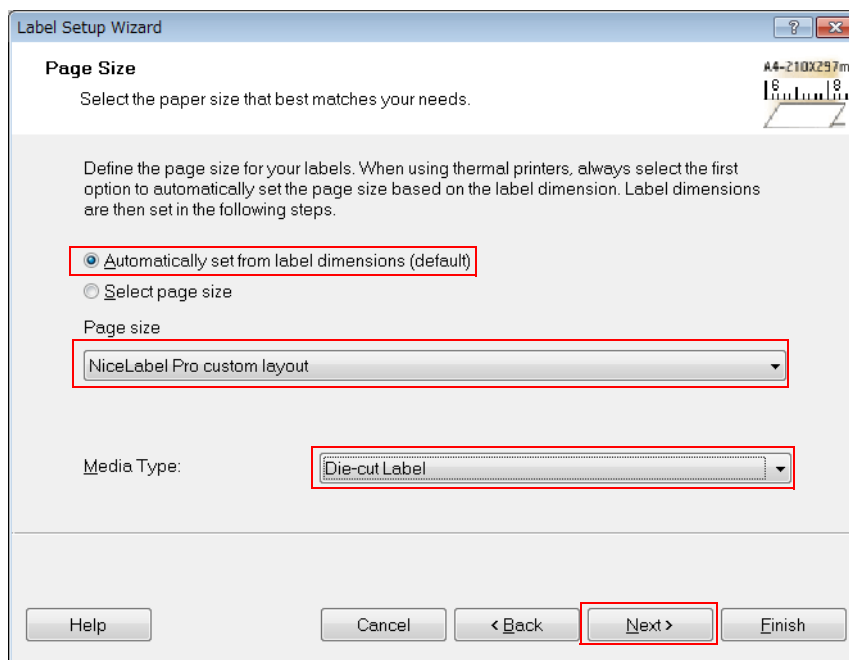 Label Setup Wizard
Page Size
Select the paper size that best matches your needs.
A4-210X297m
6 8
Define the page size for your labels. When using thermal printers, always select the first
option to automatically set the page size based on the label dimension. Label dimensions
are then set in the following steps.
Automatically set from label dimensions (default)
Select page size
Page size
NiceLabel Pro custom layout
Media Type:
Die-cut Label
Help
Cancel
< Back
Next >
Finish